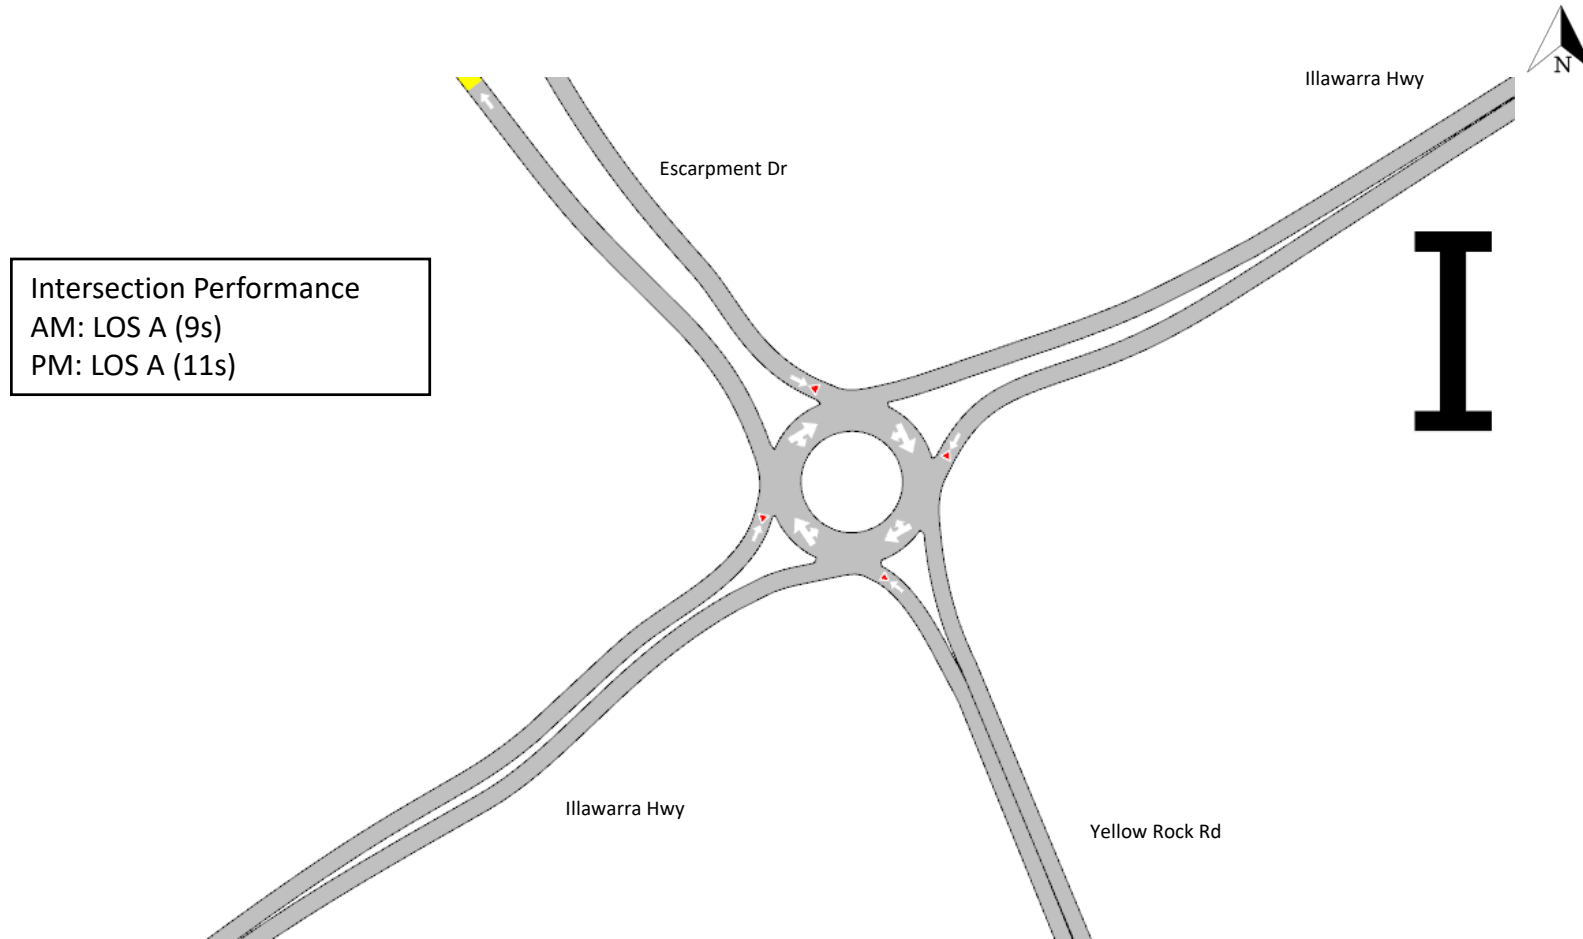 N
Illawarra Hwy
Escarpment Dr
Intersection Performance
AM: LOS A (9s)
PM: LOS A (11s)
I
Illawarra Hwy
Yellow Rock Rd